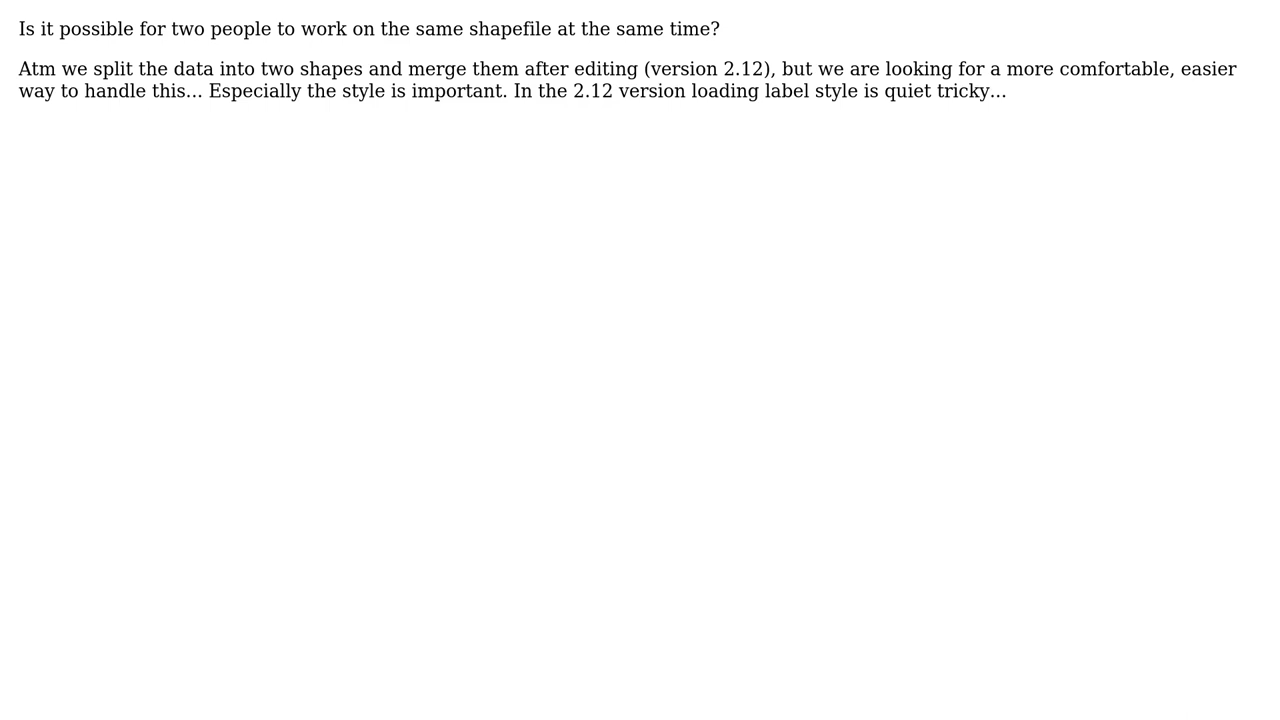 Is it possible for two people to work on the same shapefile at the same time?
Atm we split the data into two shapes and merge them after editing (version 2.12), but we are looking for a more comfortable, easier
way to handle this... Especially the style is important. In the 2.12 version loading label style is quiet tricky...